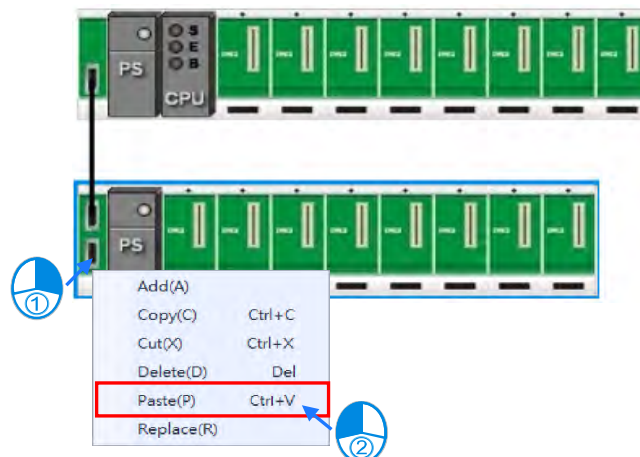 S
E
B
PS
CPU
PS
①
Add(A)
Copy(C) Ctrl+C
Cut(X) Ctrl+X
Delete(D) Del
Paste(P) Ctrl+V
Replace(R)
②